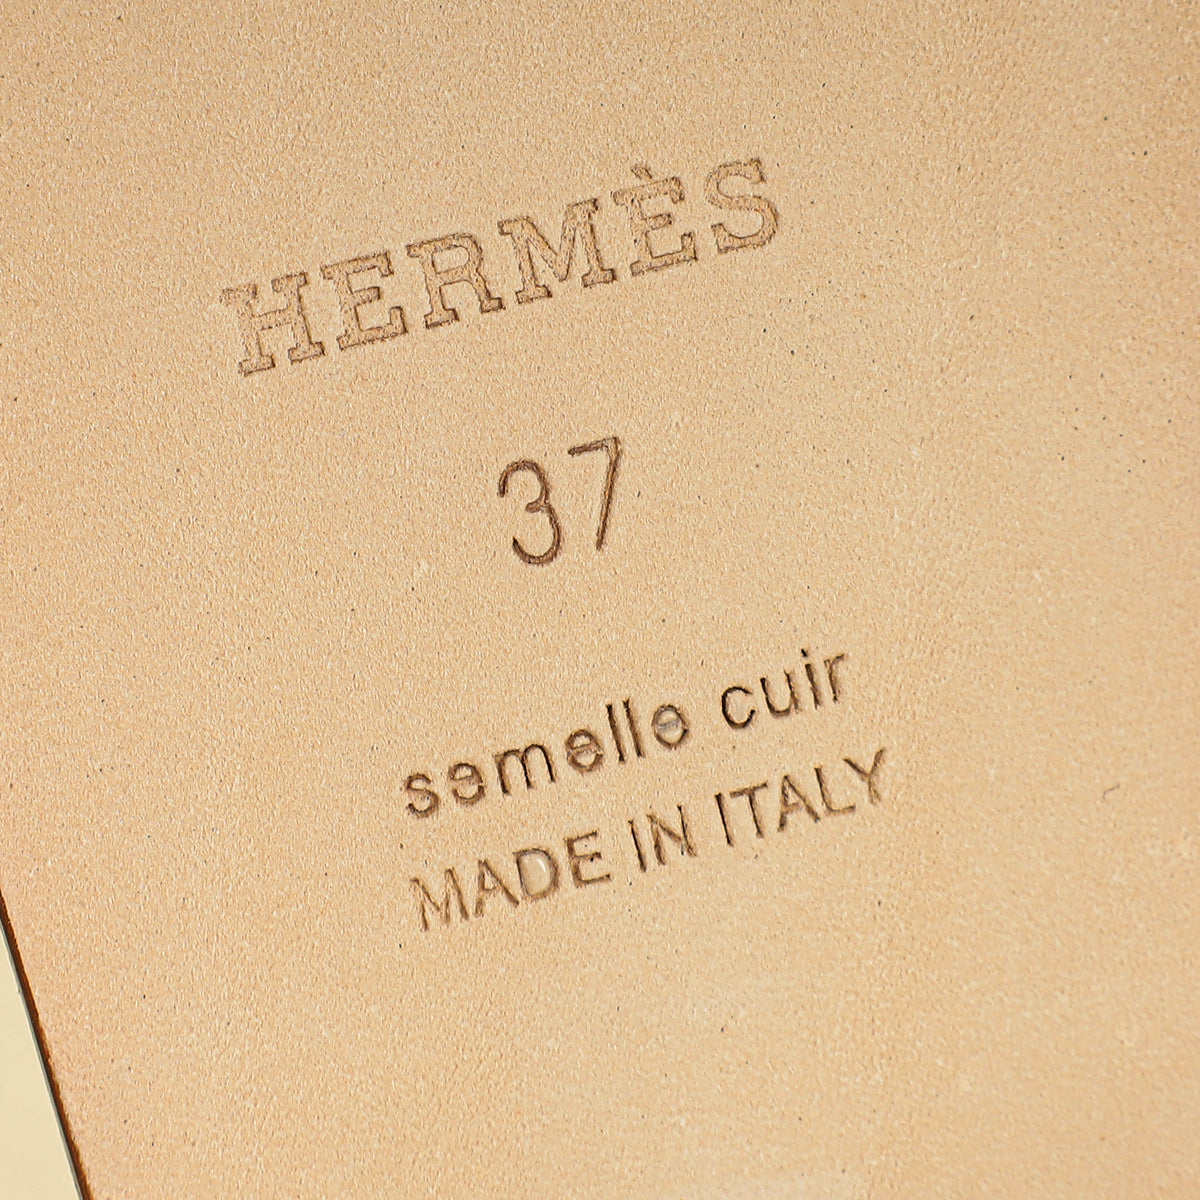 HERMÈS
37
semelle cuir
MADE IN ITALY